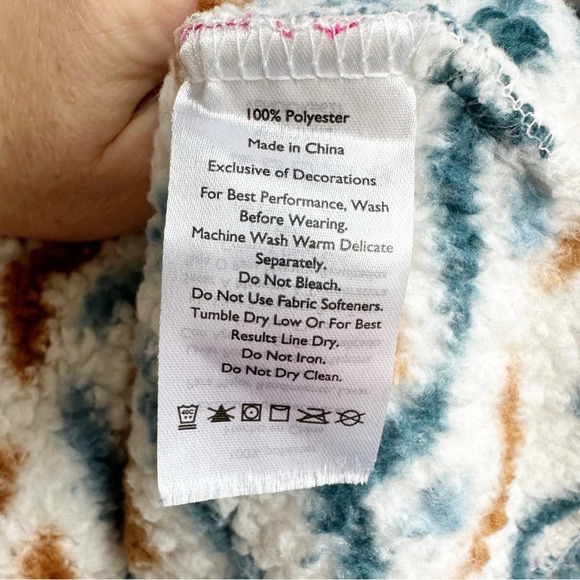 100% Polyester
Made in China
Exclusive of Decorations
For Best Performance, Wash
Before Wearing.
Machine Wash Warm Delicate
Separately.
Do Not Bleach.
Do Not Use Fabric Softeners.
Tumble Dry Low Or For Best
Results Line Dry.
Do Not Iron.
Do Not Dry Clean.
40C